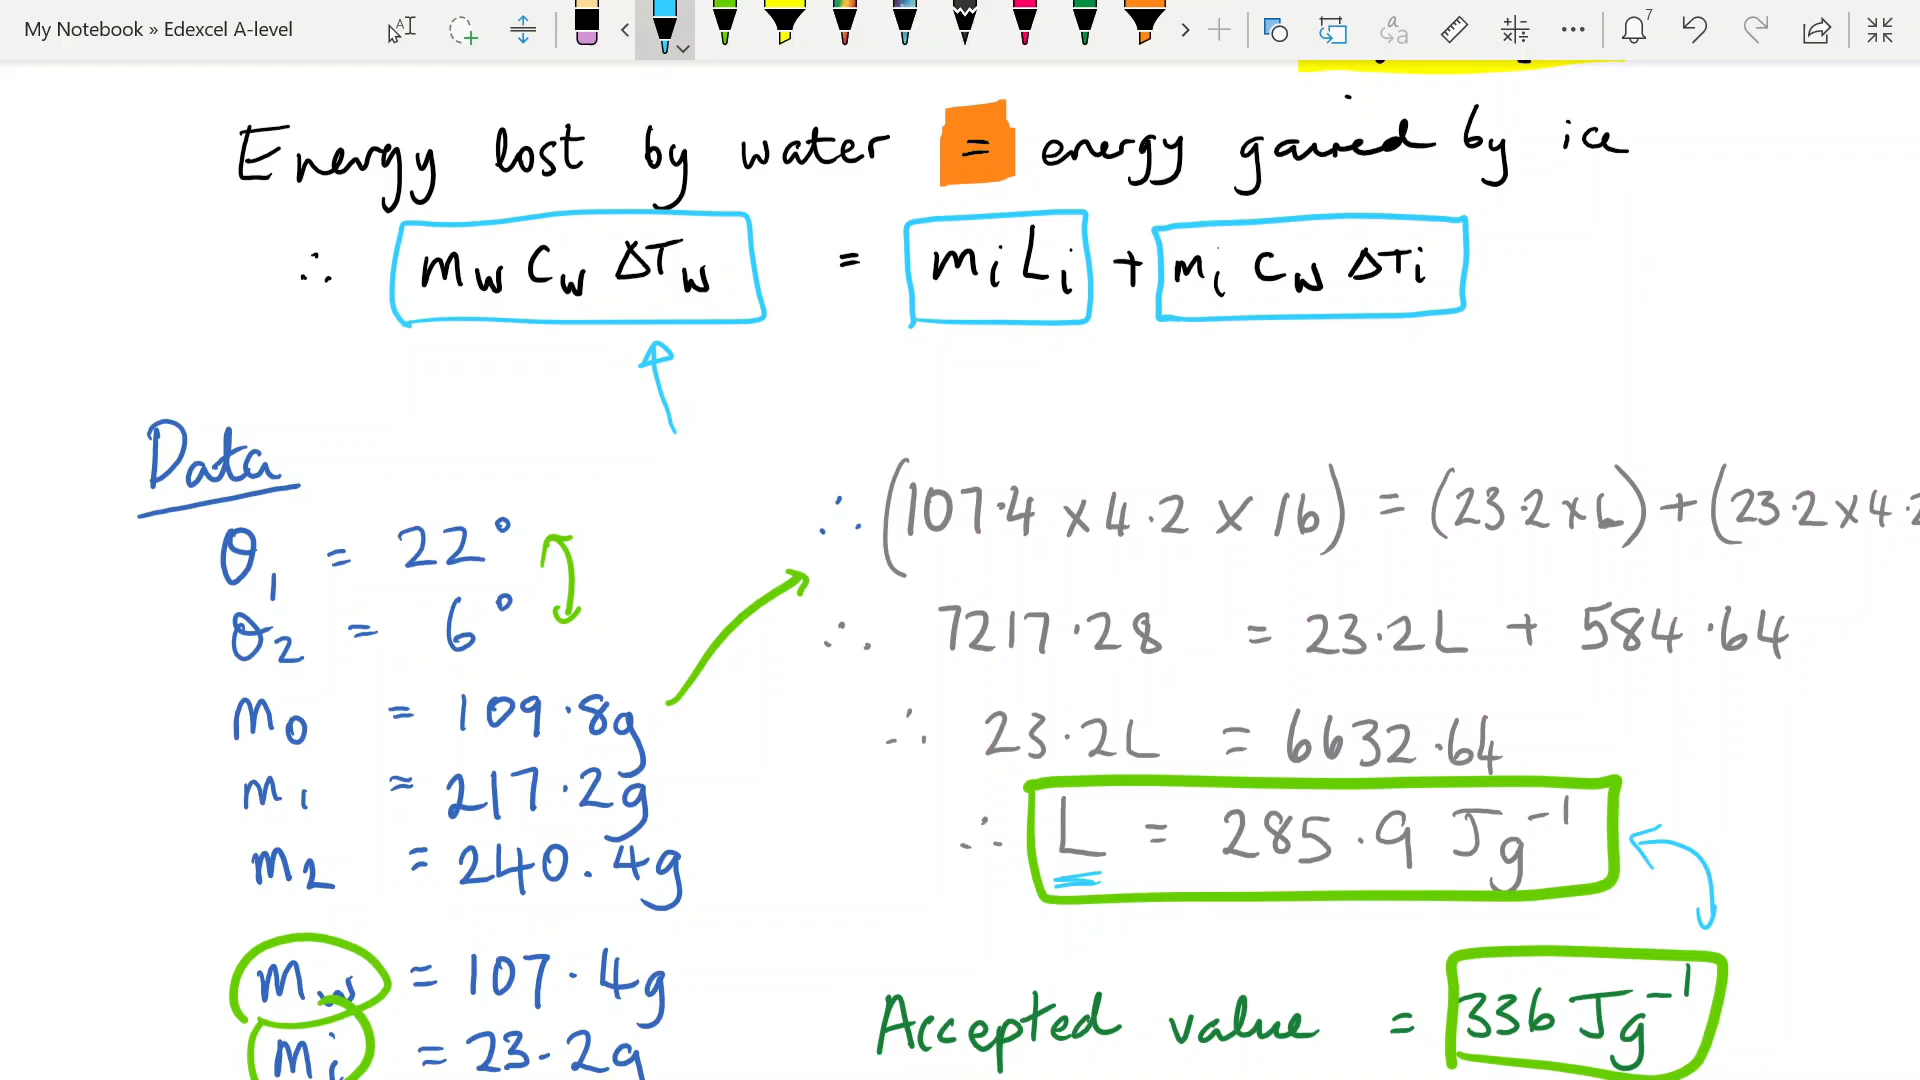 My Notebook » Edexcel A-level
7
Energy lost by water = energy gained by ice
∴ mw Cw ΔTw = mi Li + mi Cw ΔTi
Data
θ1 = 22°
θ2 = 6°
m0 = 109.8g
m1 = 217.2g
m2 = 240.4g
mw = 107.4g
mi = 23.2g
∴ (107.4 × 4.2 × 16) = (23.2 × L) + (23.2 × 4.2
∴ 7217.28 = 23.2L + 584.64
∴ 23.2L = 6632.64
∴ L = 285.9 Jg⁻¹
Accepted value = 336 Jg⁻¹